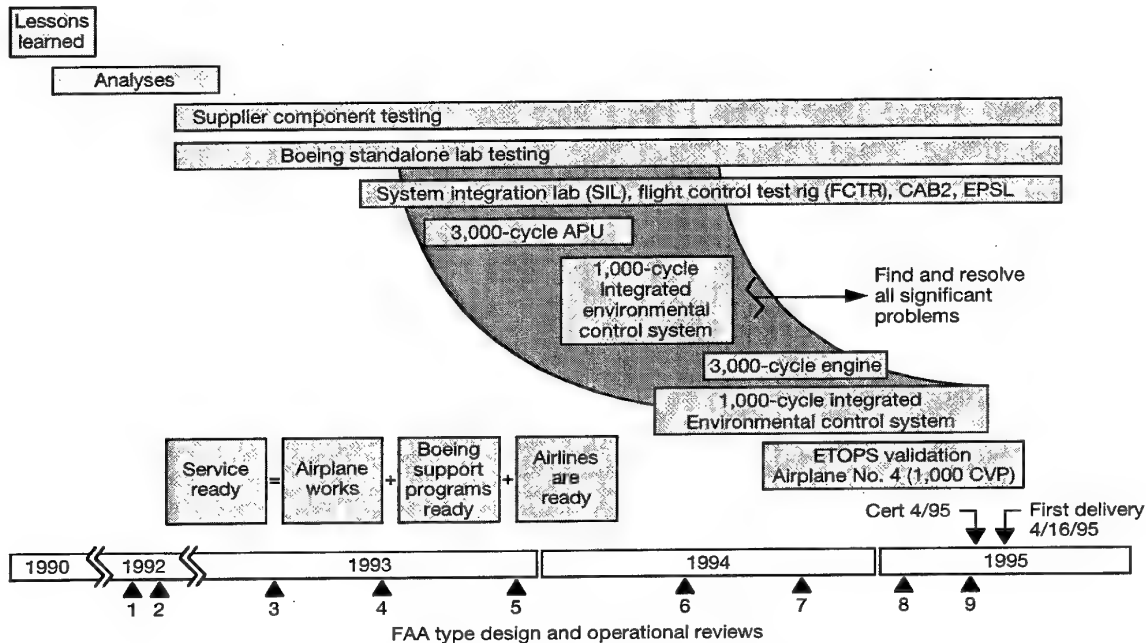 Lessons
learned
Analyses
Supplier component testing
Boeing standalone lab testing
System integration lab (SIL), flight control test rig (FCTR), CAB2, EPSL
3,000-cycle APU
1,000-cycle
Integrated
environmental
control system
Find and resolve
all significant
problems
3,000-cycle engine
1,000-cycle integrated
Environmental control system
ETOPS validation
Airplane No. 4 (1,000 CVP)
Service
ready
=
Airplane
works
+
Boeing
support
programs
ready
+
Airlines
are
ready
Cert 4/95
First delivery
4/16/95
1990 1992 1993 1994 1995
1 2 3 4 5 6 7 8 9
FAA type design and operational reviews